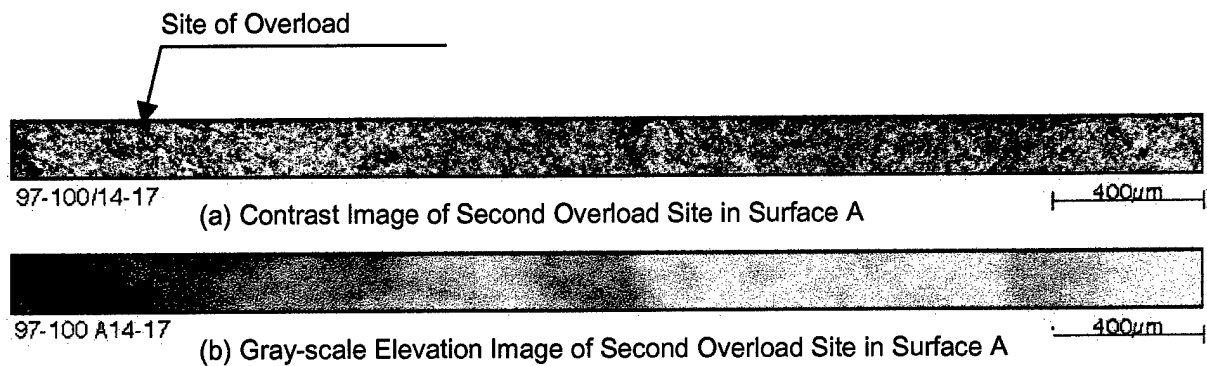 Site of Overload
97-100/14-17
400µm
(a) Contrast Image of Second Overload Site in Surface A
97-100 A14-17
400µm
(b) Gray-scale Elevation Image of Second Overload Site in Surface A